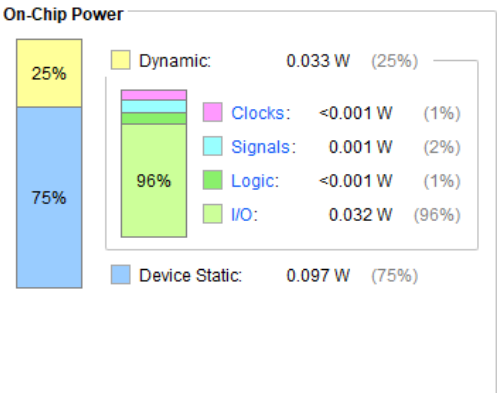 On-Chip Power
25%
75%
Dynamic: 0.033 W (25%)
96%
Clocks: <0.001 W (1%)
Signals: 0.001 W (2%)
Logic: <0.001 W (1%)
I/O: 0.032 W (96%)
Device Static: 0.097 W (75%)